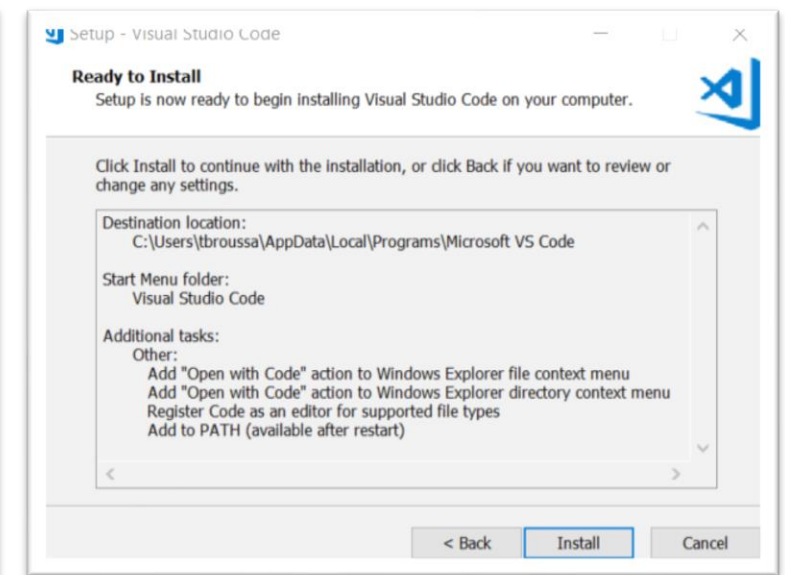 Setup - Visual Studio Code
Ready to Install
Setup is now ready to begin installing Visual Studio Code on your computer.
Click Install to continue with the installation, or click Back if you want to review or
change any settings.
Destination location:
C:\Users\tbroussa\AppData\Local\Programs\Microsoft VS Code
Start Menu folder:
Visual Studio Code
Additional tasks:
Other:
Add "Open with Code" action to Windows Explorer file context menu
Add "Open with Code" action to Windows Explorer directory context menu
Register Code as an editor for supported file types
Add to PATH (available after restart)
< Back Install Cancel